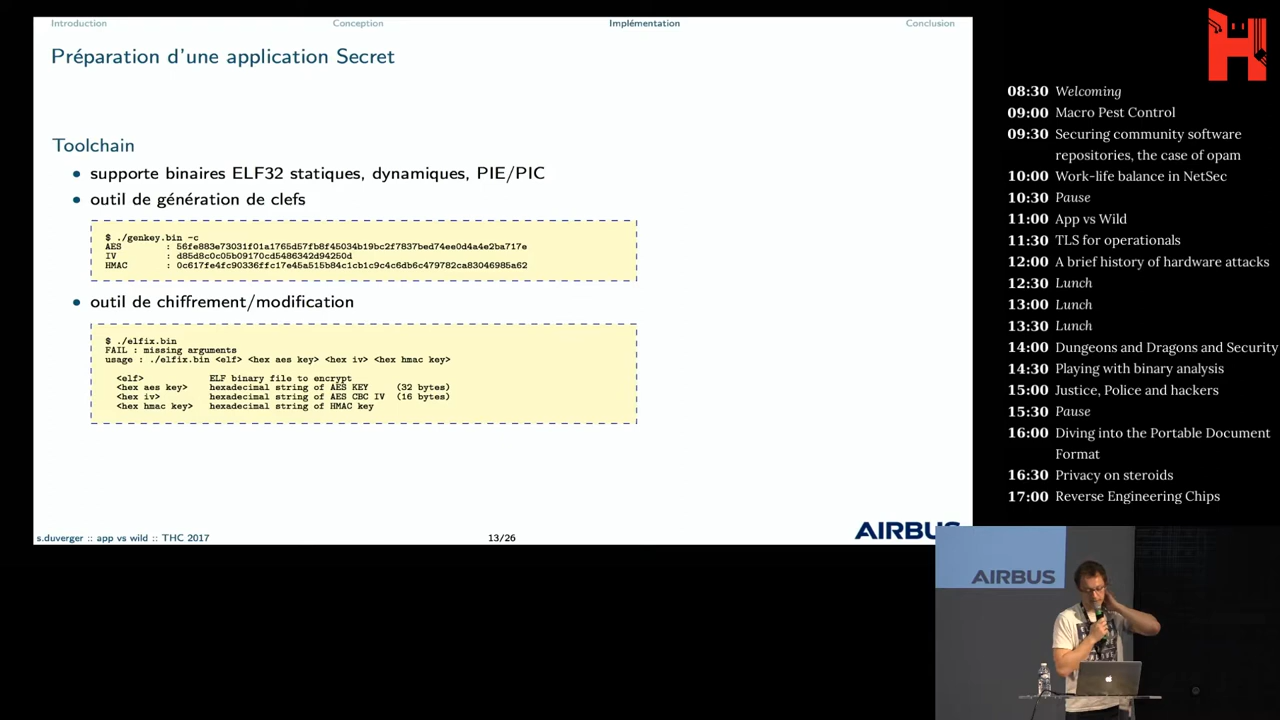 Introduction Conception Implémentation Conclusion
Préparation d'une application Secret
Toolchain
• supporte binaires ELF32 statiques, dynamiques, PIE/PIC
• outil de génération de clefs
$ ./genkey.bin -c
AES : 56fe883e73031f01a1765d57fb8f45034b19bc2f7837bed74ee0d4a4e2ba717e
IV : d85d8c0c05b09170cd5486342d94250d
HMAC : 0c617fe4fc90336ffc17e45a515b84c1cb1c9c4c6db6c479782ca83046985a62
• outil de chiffrement/modification
$ ./elfix.bin
FAIL : missing arguments
usage : ./elfix.bin <elf> <hex aes key> <hex iv> <hex hmac key>
<elf> ELF binary file to encrypt
<hex aes key> hexadecimal string of AES KEY (32 bytes)
<hex iv> hexadecimal string of AES CBC IV (16 bytes)
<hex hmac key> hexadecimal string of HMAC key
s.duverger :: app vs wild :: THC 2017
13/26
AIRBUS
08:30 Welcoming
09:00 Macro Pest Control
09:30 Securing community software
repositories, the case of opam
10:00 Work-life balance in NetSec
10:30 Pause
11:00 App vs Wild
11:30 TLS for operationals
12:00 A brief history of hardware attacks
12:30 Lunch
13:00 Lunch
13:30 Lunch
14:00 Dungeons and Dragons and Security
14:30 Playing with binary analysis
15:00 Justice, Police and hackers
15:30 Pause
16:00 Diving into the Portable Document
Format
16:30 Privacy on steroids
17:00 Reverse Engineering Chips
AIRBUS